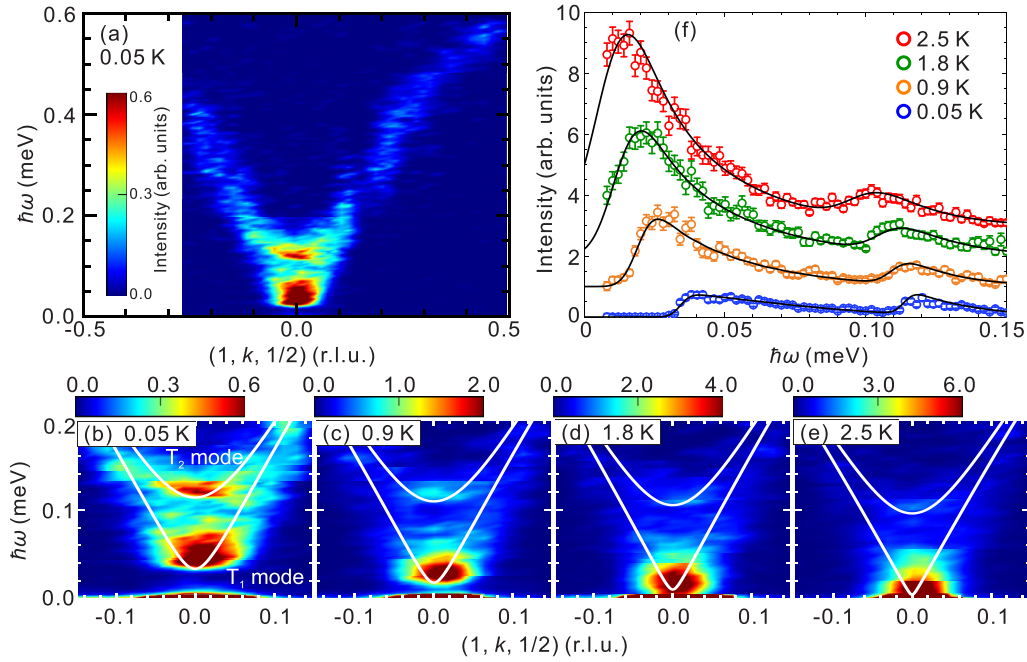 (a)
0.05 K
0.6
0.3
0.0
Intensity (arb. units)
0.6
0.4
0.2
0.0
ħω (meV)
-0.5
0.0
0.5
(1, k, 1/2) (r.l.u.)
(f)
2.5 K
1.8 K
0.9 K
0.05 K
10
8
6
4
2
0
Intensity (arb. units)
0
0.05
0.10
0.15
ħω (meV)
0.0 0.3 0.6
0.0 1.0 2.0
0.0 2.0 4.0
0.0 3.0 6.0
(b) 0.05 K
T2 mode
T1 mode
(c) 0.9 K
(d) 1.8 K
(e) 2.5 K
0.2
0.1
0.0
ħω (meV)
-0.1 0.0 0.1
-0.1 0.0 0.1
-0.1 0.0 0.1
-0.1 0.0 0.1
(1, k, 1/2) (r.l.u.)